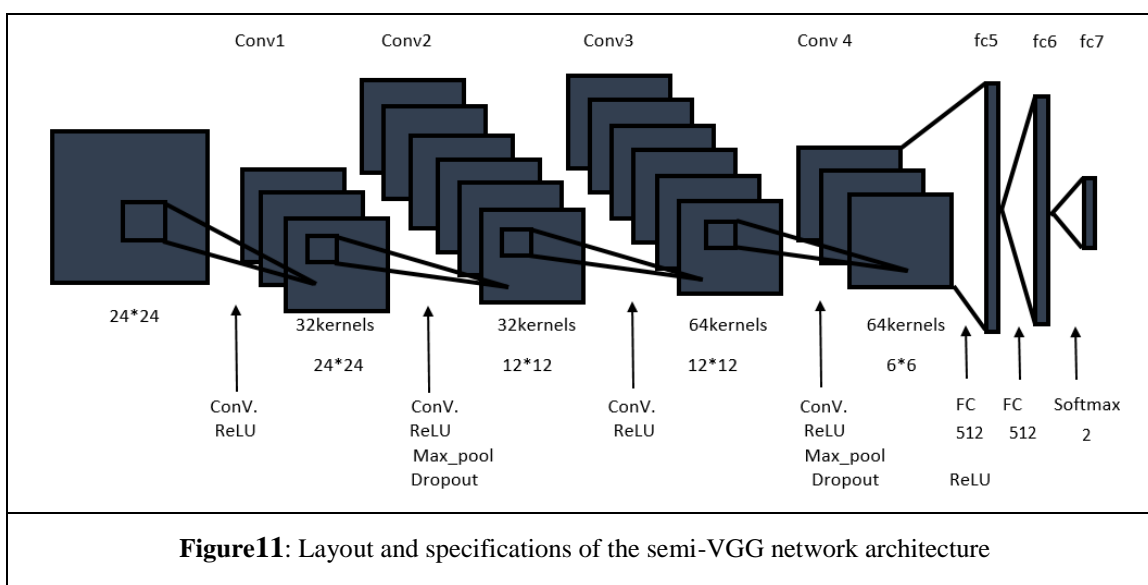 Conv1 Conv2 Conv3 Conv 4 fc5 fc6 fc7
24*24 32kernels 32kernels 64kernels 64kernels
24*24 12*12 12*12 6*6
ConV. ConV. ConV. ConV. FC FC Softmax
ReLU ReLU ReLU ReLU 512 512 2
Max_pool Max_pool
Dropout Dropout ReLU
Figure11: Layout and specifications of the semi-VGG network architecture